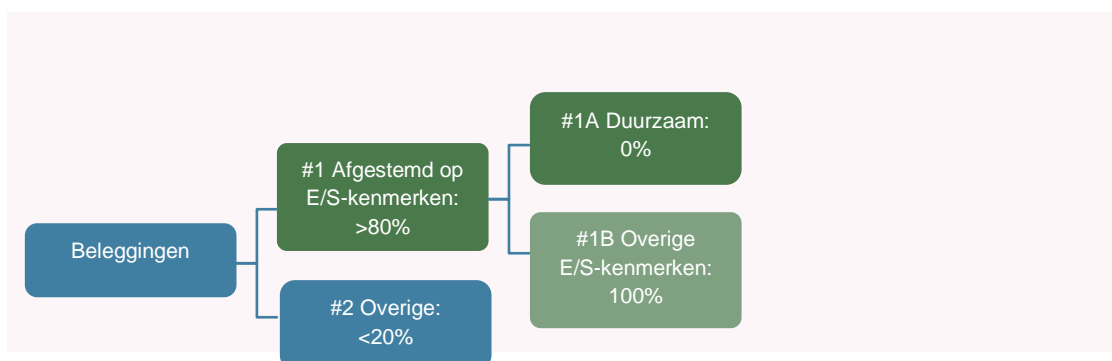 Beleggingen
#1 Afgestemd op
E/S-kenmerken:
>80%
#2 Overige:
<20%
#1A Duurzaam:
0%
#1B Overige
E/S-kenmerken:
100%